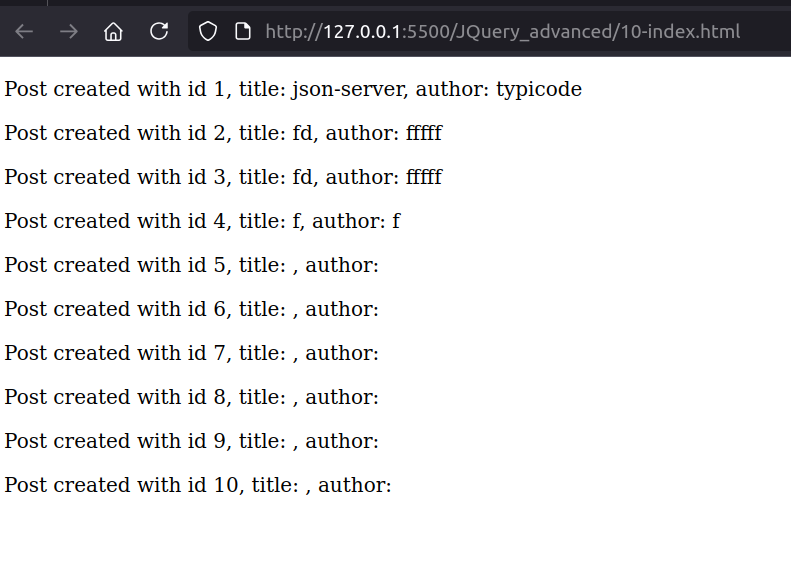 http://127.0.0.1:5500/JQuery_advanced/10-index.html
Post created with id 1, title: json-server, author: typicode
Post created with id 2, title: fd, author: fffff
Post created with id 3, title: fd, author: fffff
Post created with id 4, title: f, author: f
Post created with id 5, title: , author:
Post created with id 6, title: , author:
Post created with id 7, title: , author:
Post created with id 8, title: , author:
Post created with id 9, title: , author:
Post created with id 10, title: , author: